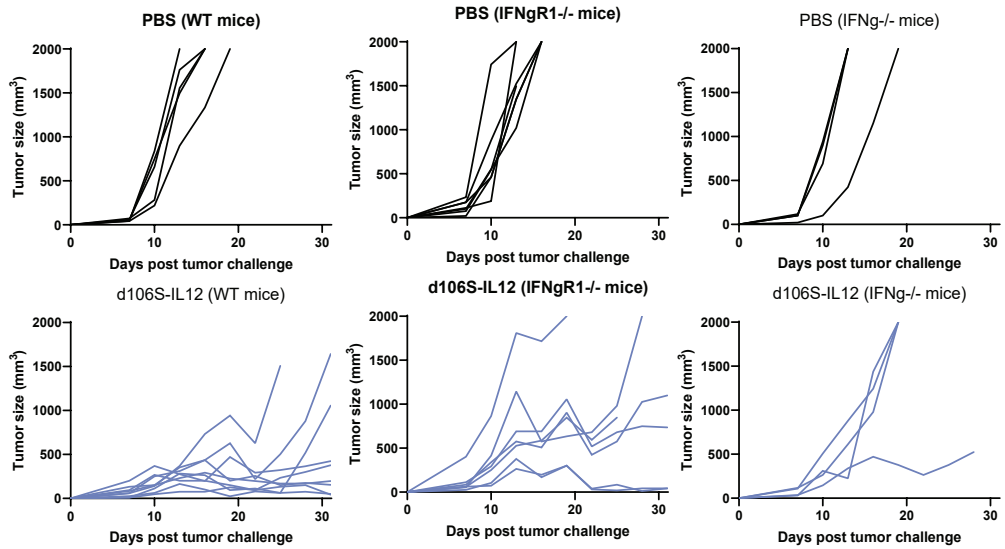 PBS (WT mice)
2000
1500
1000
500
0
Tumor size (mm³)
0 10 20 30
Days post tumor challenge
PBS (IFNgR1-/- mice)
2000
1500
1000
500
0
Tumor size (mm³)
0 10 20 30
Days post tumor challenge
PBS (IFNg-/- mice)
2000
1500
1000
500
0
Tumor size (mm³)
0 10 20 30
Days post tumor challenge
d106S-IL12 (WT mice)
2000
1500
1000
500
0
Tumor size (mm³)
0 10 20 30
Days post tumor challenge
d106S-IL12 (IFNgR1-/- mice)
2000
1500
1000
500
0
Tumor size (mm³)
0 10 20 30
Days post tumor challenge
d106S-IL12 (IFNg-/- mice)
2000
1500
1000
500
0
Tumor size (mm³)
0 10 20 30
Days post tumor challenge